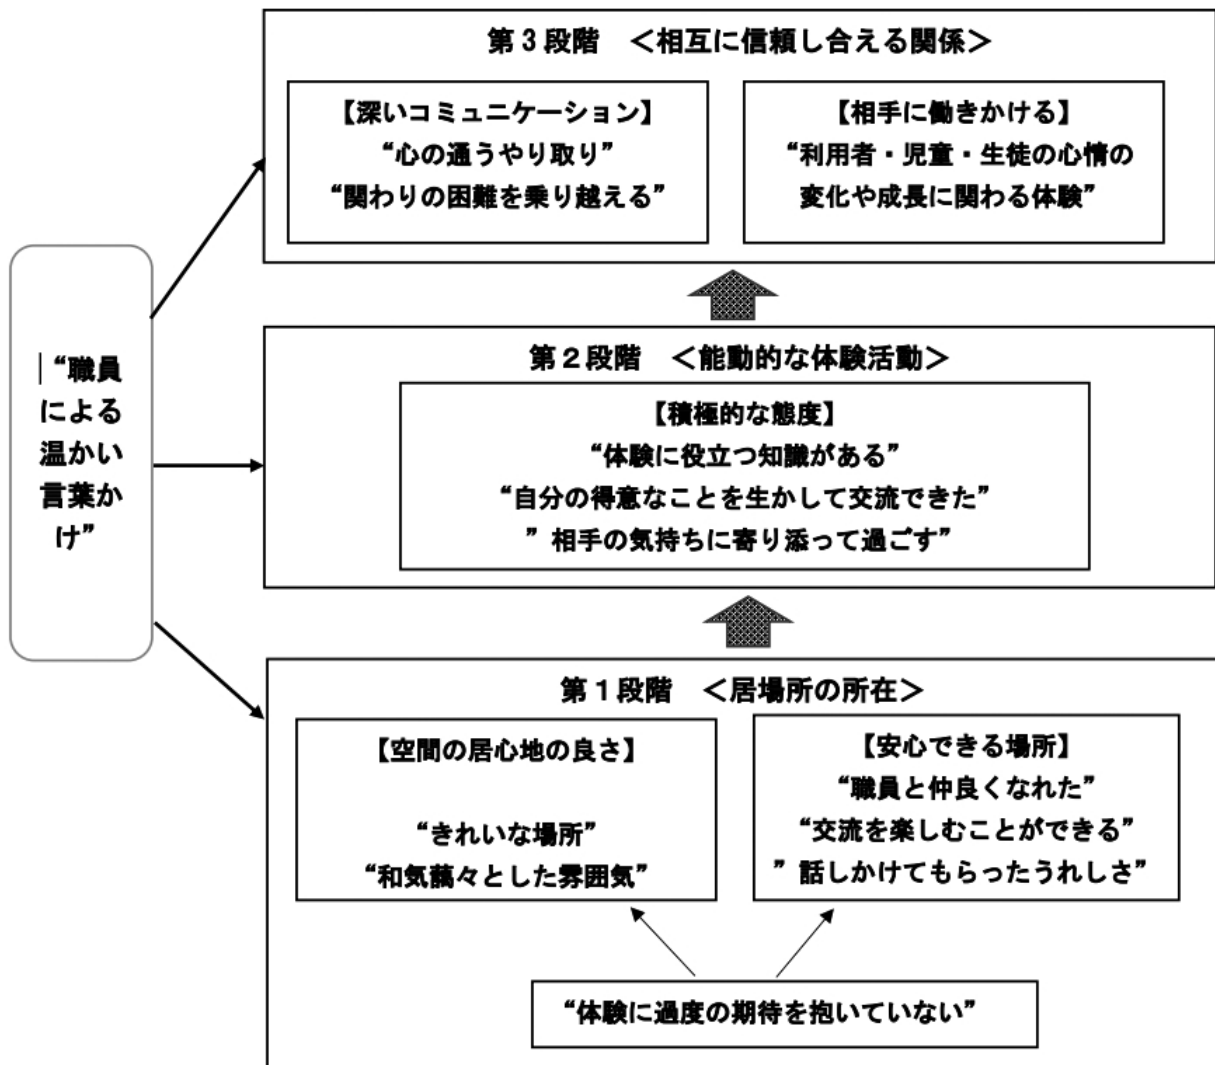 第３段階　＜相互に信頼し合える関係＞
【深いコミュニケーション】
“心の通うやり取り”
“関わりの困難を乗り越える”
【相手に働きかける】
“利用者・児童・生徒の心情の
変化や成長に関わる体験”
“職員
による
温かい
言葉か
け”
第２段階　＜能動的な体験活動＞
【積極的な態度】
“体験に役立つ知識がある”
“自分の得意なことを生かして交流できた”
”相手の気持ちに寄り添って過ごす”
第１段階　＜居場所の所在＞
【空間の居心地の良さ】
“きれいな場所”
“和気藹々とした雰囲気”
【安心できる場所】
“職員と仲良くなれた”
“交流を楽しむことができる”
”話しかけてもらったうれしさ”
“体験に過度の期待を抱いていない”